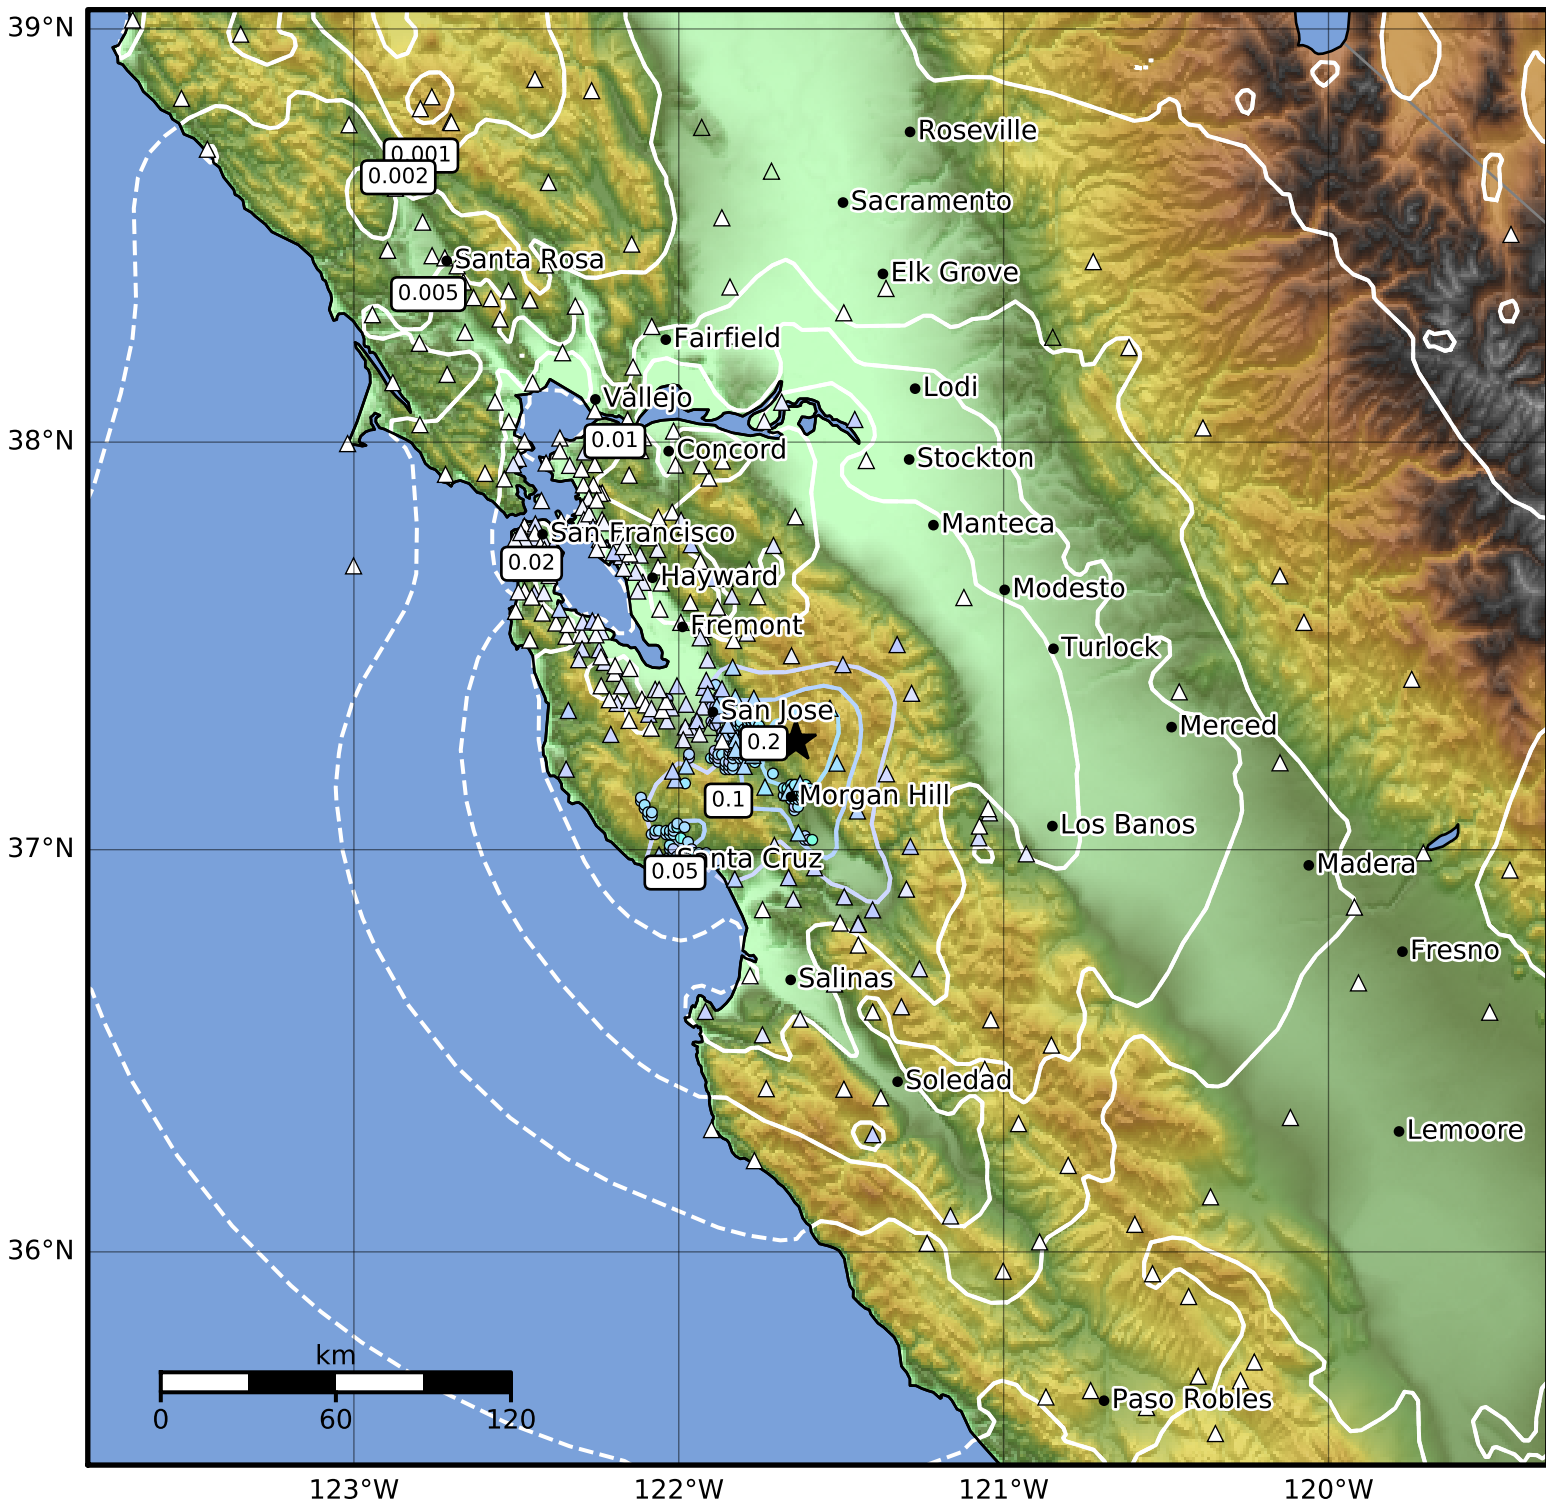 39°N
Roseville
0.001
0.002
Sacramento
Santa Rosa
Elk Grove
0.005
Fairfield
Lodi
Vallejo
38°N
0.01
Concord
Stockton
San Francisco
Manteca
0.02
Hayward
Modesto
Fremont
Turlock
San Jose
Merced
0.2
Morgan Hill
0.1
Los Banos
37°N
Santa Cruz
Madera
0.05
Fresno
Salinas
Soledad
Lemoore
36°N
km
0 60 120
Paso Robles
123°W 122°W 121°W 120°W